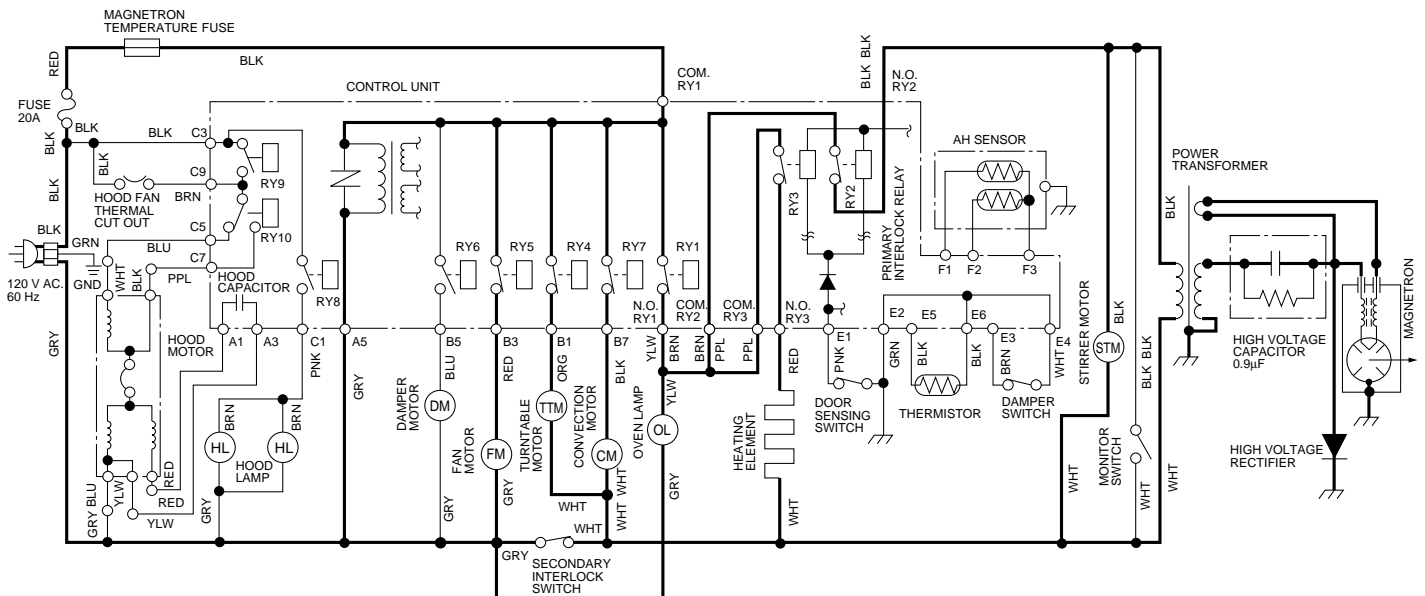 MAGNETRON
TEMPERATURE FUSE
BLK
RED
FUSE
20A
BLK
BLK
BLK
BLK
BLK
C3
C9
BRN
HOOD FAN
THERMAL
CUT OUT
RY9
RY10
BLK
GRN
BLU
C5
C7
PPL
WHT
BLK
GND
120 V AC.
60 Hz
GRY
HOOD
CAPACITOR
HOOD
MOTOR
A1
A3
C1
A5
PNK
GRY
RY8
BRN
BRN
HL
HL
HOOD
LAMP
GRY
RED
RED
YLW
YLW
BLU
GRY
CONTROL UNIT
COM.
RY1
RY6
RY5
RY4
RY7
RY1
B5
B3
B1
B7
N.O.
RY1
COM.
RY2
COM.
RY3
N.O.
RY3
BLU
RED
ORG
BLK
YLW
BRN
BRN
PPL
PPL
YLW
RED
DAMPER
MOTOR
DM
FAN
MOTOR
FM
TURNTABLE
MOTOR
TTM
CONVECTION
MOTOR
CM
OVEN LAMP
OL
GRY
GRY
WHT
WHT
WHT
WHT
GRY
GRY
SECONDARY
INTERLOCK
SWITCH
HEATING
ELEMENT
WHT
BLK
BLK
N.O.
RY2
RY3
RY2
PRIMARY
INTERLOCK RELAY
AH SENSOR
F1
F2
F3
E1
E2
E5
E6
E3
E4
PNK
GRN
BLK
BLK
BRN
WHT
DOOR
SENSING
SWITCH
THERMISTOR
DAMPER
SWITCH
STIRRER MOTOR
STM
BLK
WHT
MONITOR
SWITCH
BLK
BLK
WHT
WHT
POWER
TRANSFORMER
BLK
HIGH VOLTAGE
CAPACITOR
0.9µF
MAGNETRON
HIGH VOLTAGE
RECTIFIER